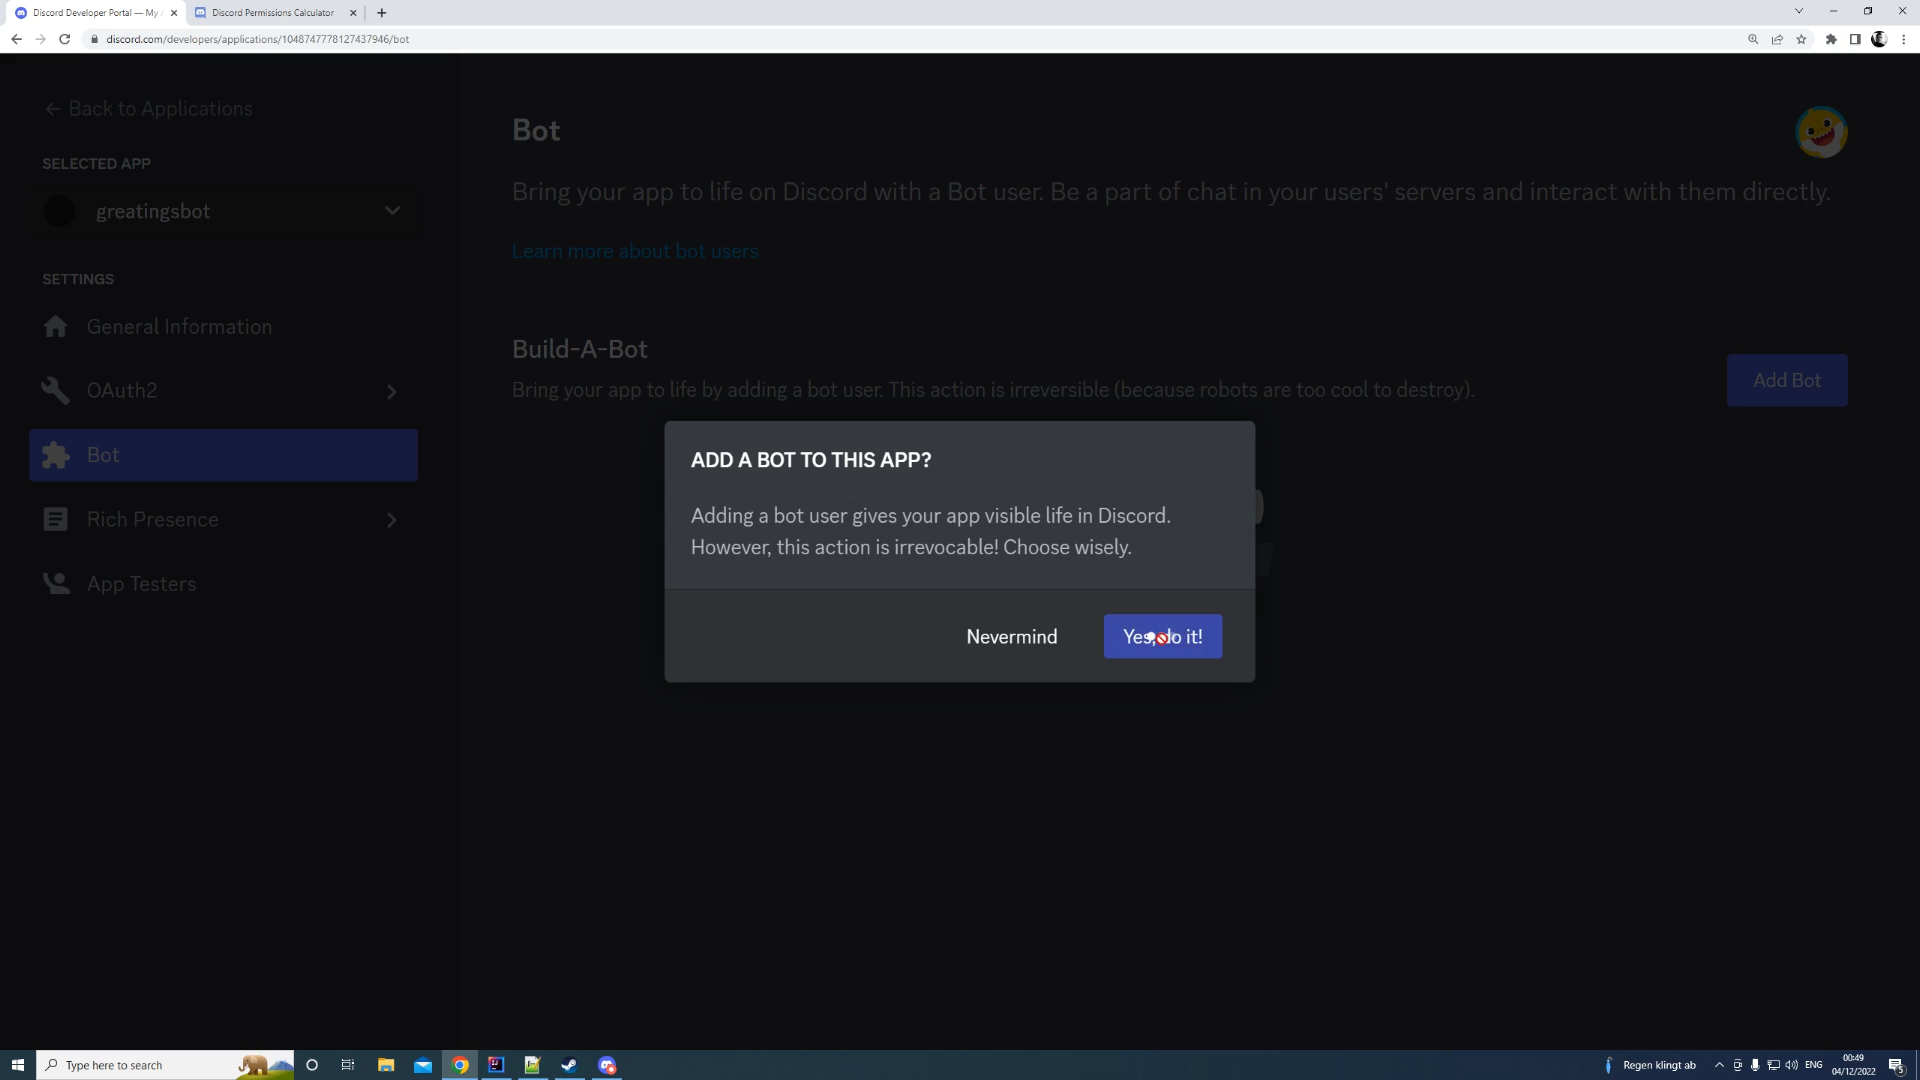 Discord Developer Portal — My
Discord Permissions Calculator
discord.com/developers/applications/1048747778127437946/bot
← Back to Applications
SELECTED APP
greatingsbot
SETTINGS
General Information
OAuth2
Bot
Rich Presence
App Testers
Bot
Bring your app to life on Discord with a Bot user. Be a part of chat in your users' servers and interact with them directly.
Learn more about bot users
Build-A-Bot
Bring your app to life by adding a bot user. This action is irreversible (because robots are too cool to destroy).
Add Bot
ADD A BOT TO THIS APP?
Adding a bot user gives your app visible life in Discord.
However, this action is irrevocable! Choose wisely.
Nevermind
Yes, do it!
Type here to search
Regen klingt ab
ENG
00:49
04/12/2022
5